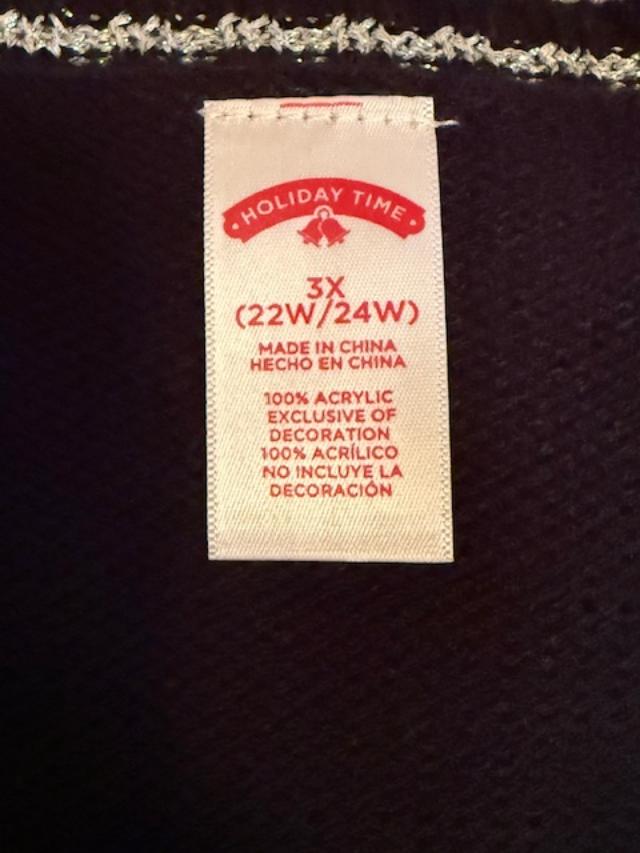 HOLIDAY TIME
3X
(22W/24W)
MADE IN CHINA
HECHO EN CHINA
100% ACRYLIC
EXCLUSIVE OF
DECORATION
100% ACRÍLICO
NO INCLUYE LA
DECORACIÓN